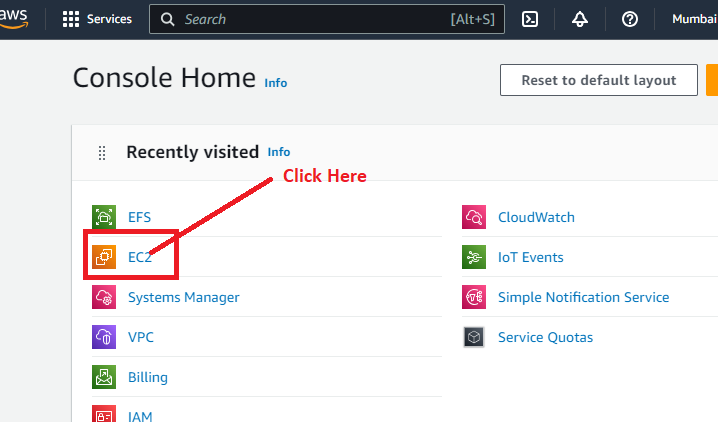 aws
Services
Search
[Alt+S]
Mumbai
Console Home Info
Reset to default layout
Recently visited Info
Click Here
EFS
CloudWatch
EC2
IoT Events
Systems Manager
Simple Notification Service
VPC
Service Quotas
Billing
IAM